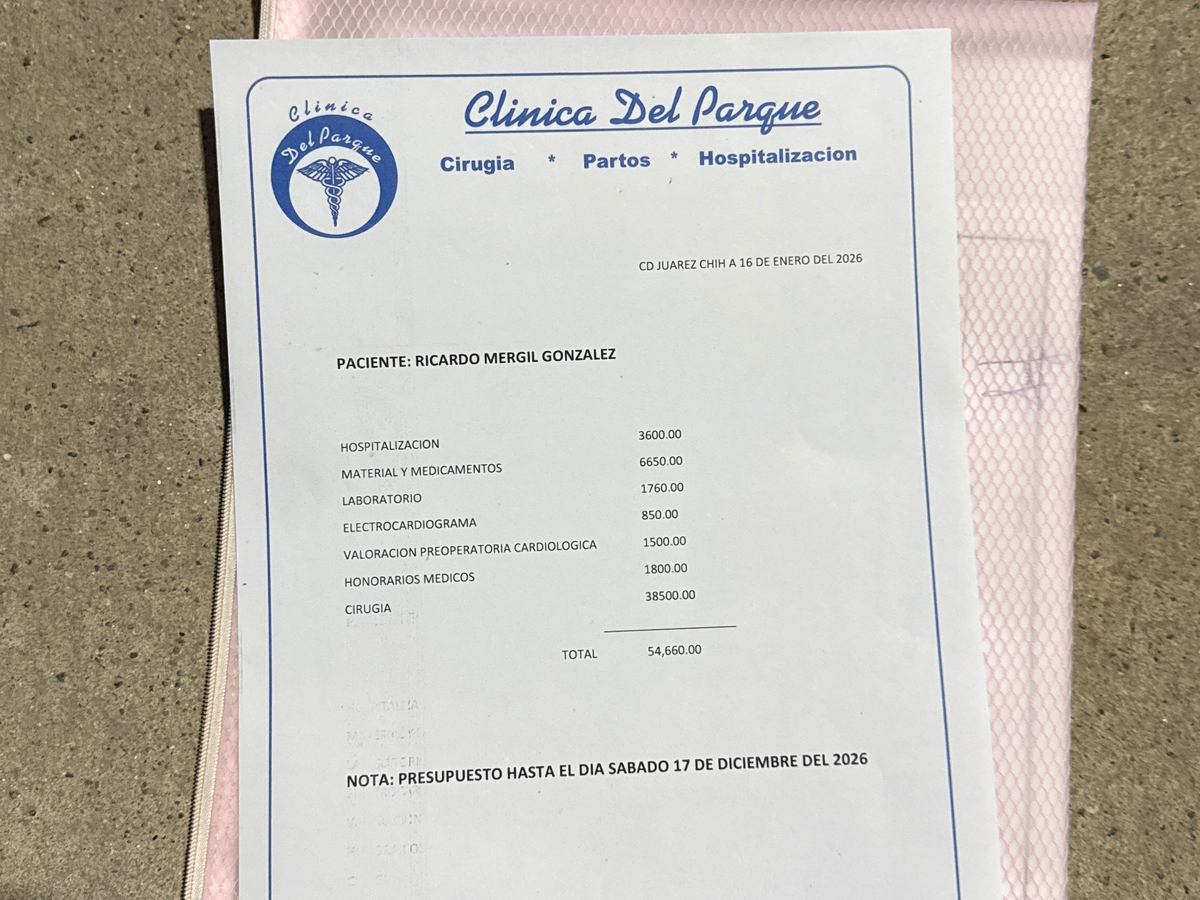 Clinica
Del Parque
Clinica Del Parque
Cirugia * Partos * Hospitalizacion
CD JUAREZ CHIH A 16 DE ENERO DEL 2026
PACIENTE: RICARDO MERGIL GONZALEZ
HOSPITALIZACION 3600.00
MATERIAL Y MEDICAMENTOS 6650.00
LABORATORIO 1760.00
ELECTROCARDIOGRAMA 850.00
VALORACION PREOPERATORIA CARDIOLOGICA 1500.00
HONORARIOS MEDICOS 1800.00
CIRUGIA 38500.00
TOTAL 54,660.00
NOTA: PRESUPUESTO HASTA EL DIA SABADO 17 DE DICIEMBRE DEL 2026